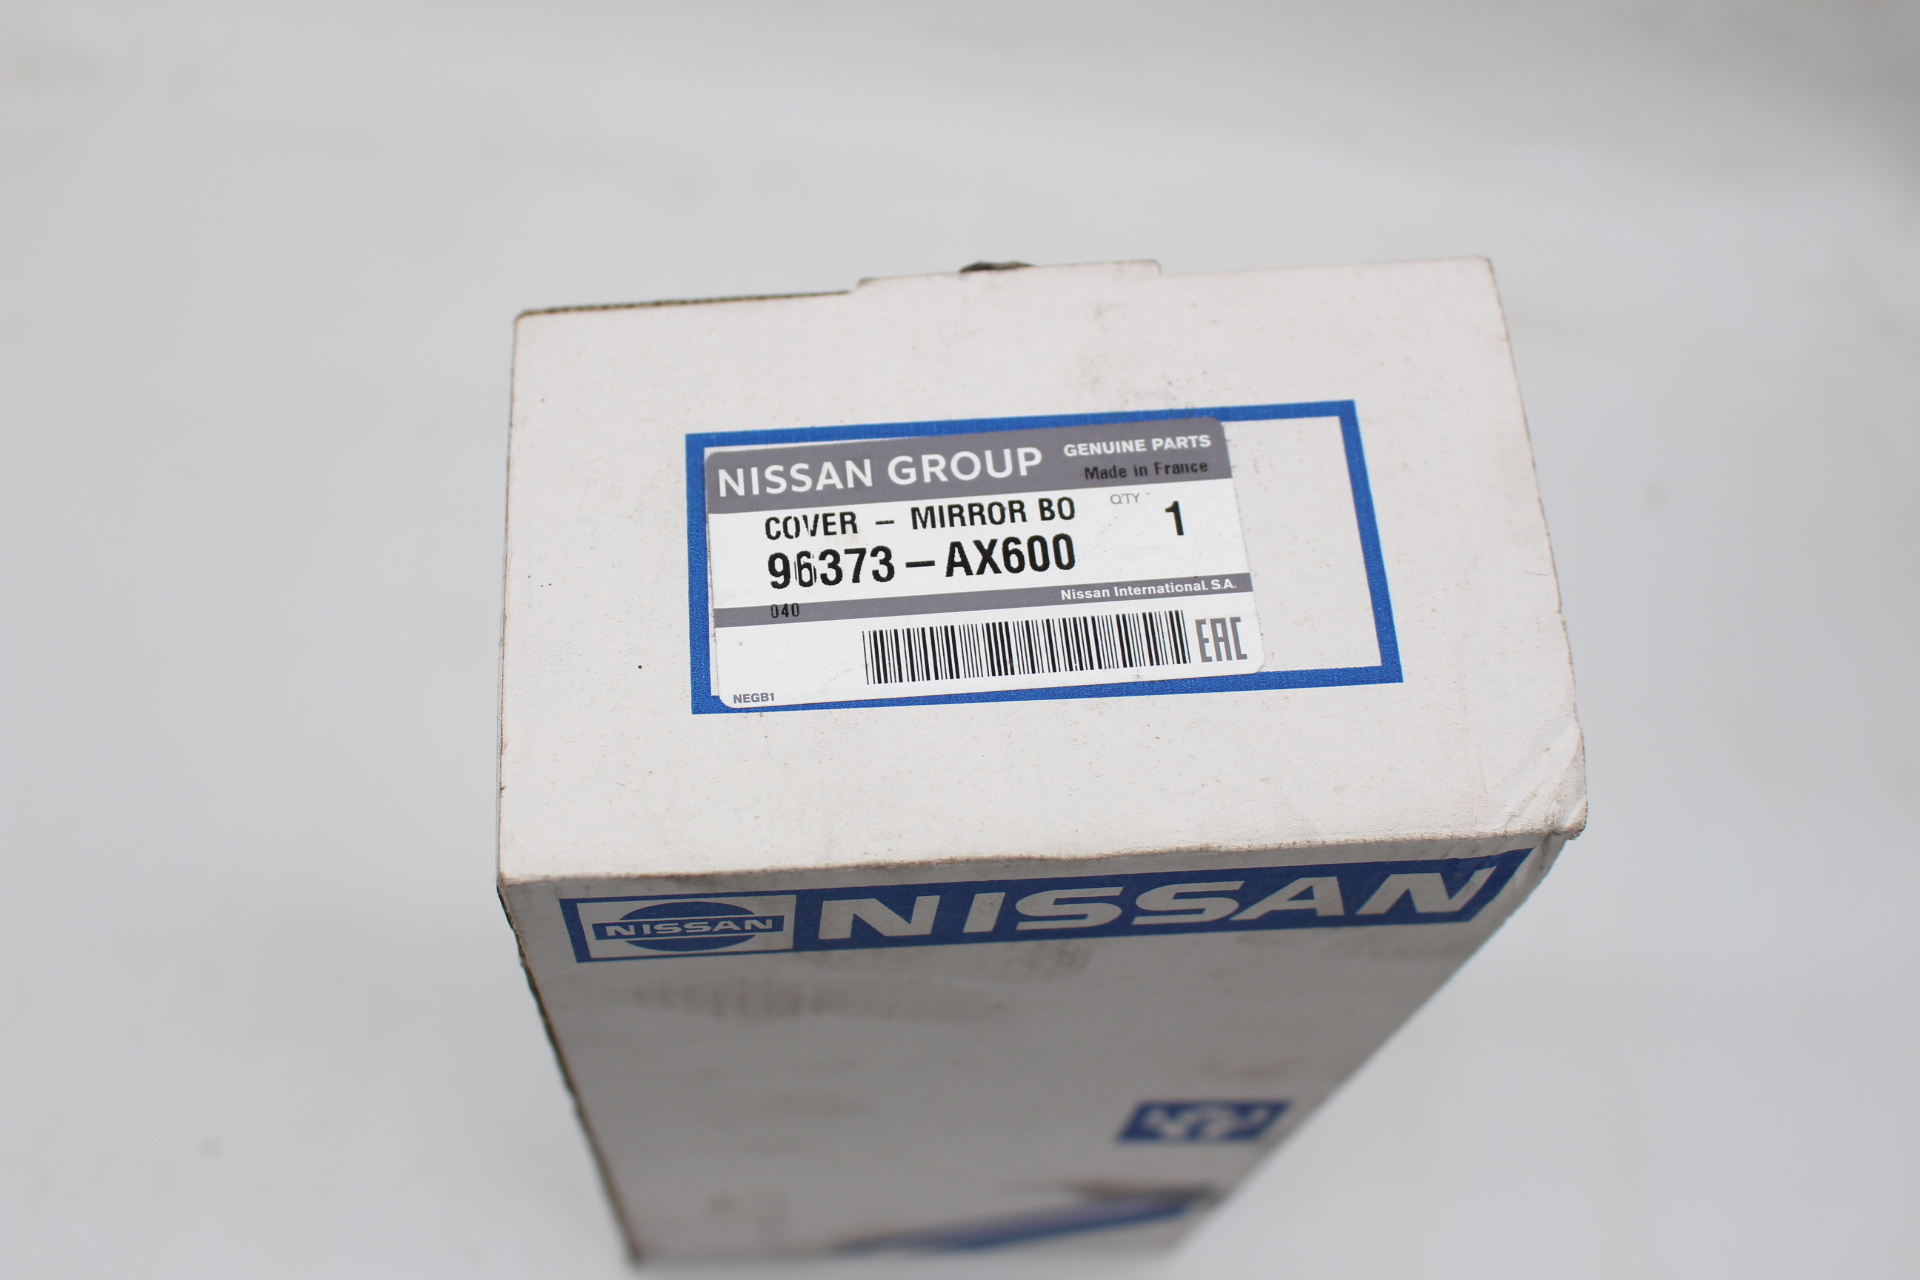 NISSAN GROUP
GENUINE PARTS
Made in France
COVER - MIRROR BO
QTY
1
96373-AX600
Nissan International. S.A.
040
EAC
NEGB1
NISSAN
NISSAN